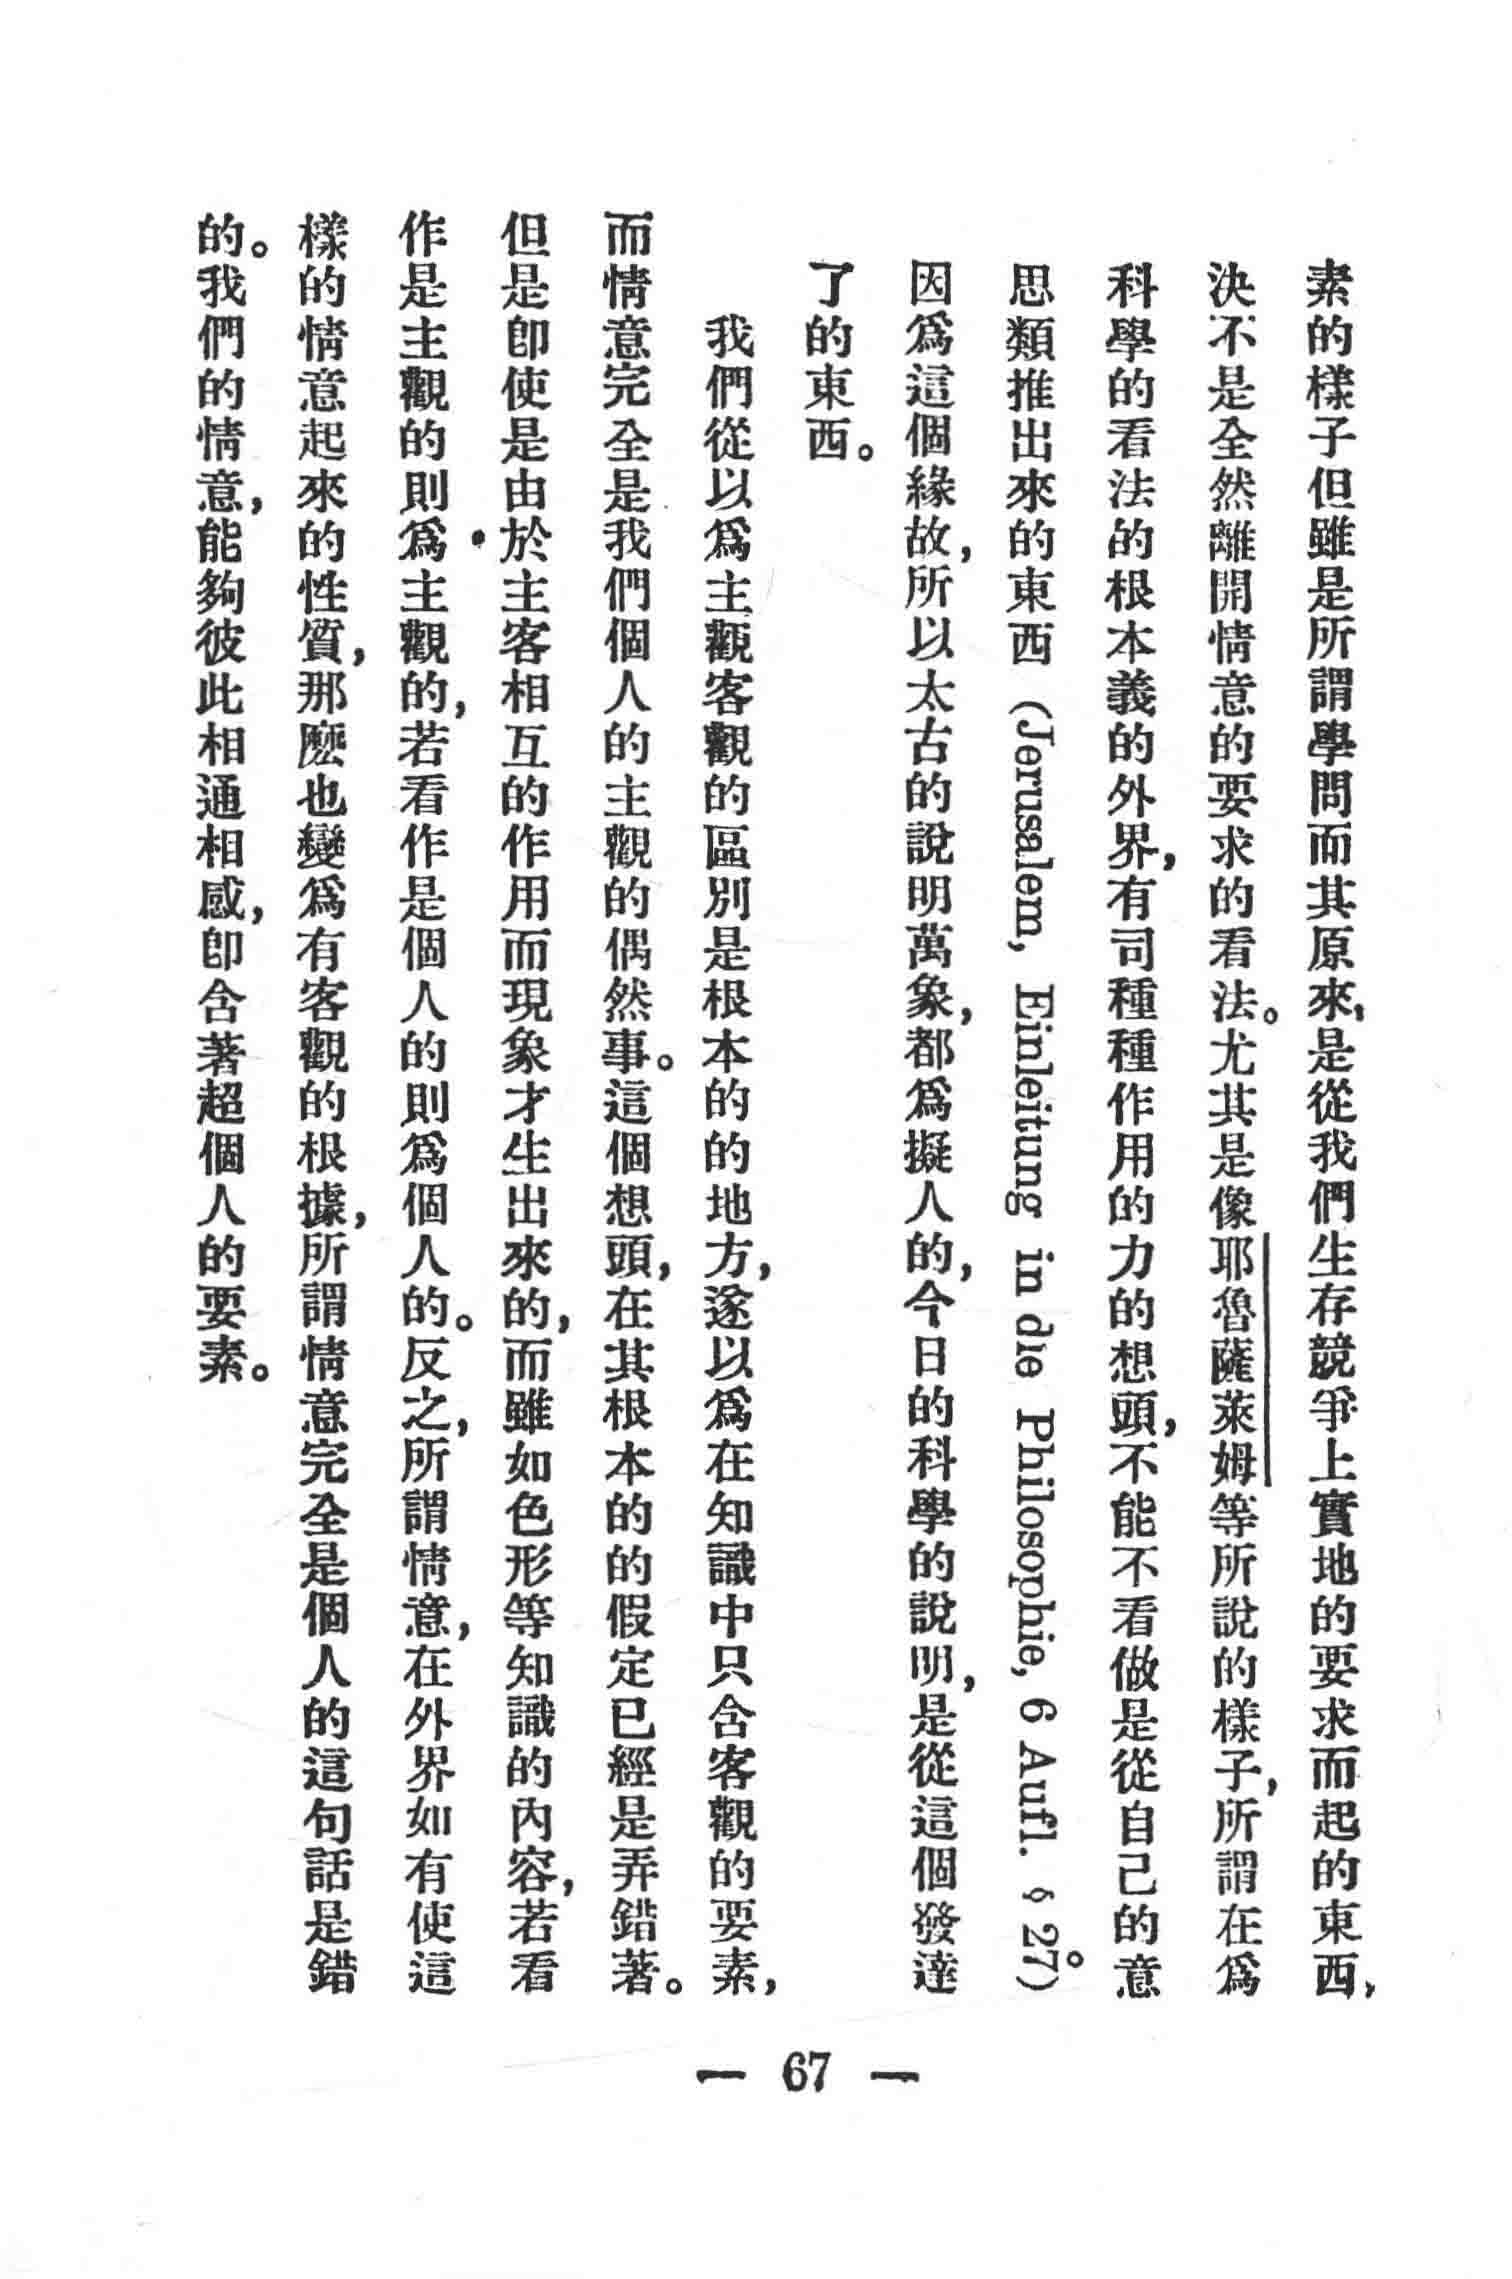 素的樣子但雖是所謂學問而其原來，是從我們生存競爭上實地的要求而起的東西，
決不是全然離開情意的要求的看法。尤其是像耶魯薩萊姆等所說的樣子，所謂在爲
科學的看法的根本義的外界，有司種種作用的力的想頭，不能不看做是從自己的意
思類推出來的東西（Jerusalem, Einleitung in die Philosophie, 6 Aufl. § 27）。
因爲這個緣故，所以太古的說明萬象，都爲擬人的，今日的科學的說明，是從這個發達
了的東西。
我們從以爲主觀客觀的區別是根本的的地方，遂以爲在知識中只含客觀的要素，
而情意完全是我們個人的主觀的偶然事。這個想頭，在其根本的的假定已經是弄錯著。
但是卽使是由於主客相互的作用而現象才生出來的，而雖如色形等知識的內容，若看
作是主觀的則爲主觀的，若看作是個人的則爲個人的。反之，所謂情意，在外界如有使這
樣的情意起來的性質，那麽也變爲有客觀的根據，所謂情意完全是個人的這句話是錯
的。我們的情意，能夠彼此相通相感，卽含著超個人的要素。
— 67 —